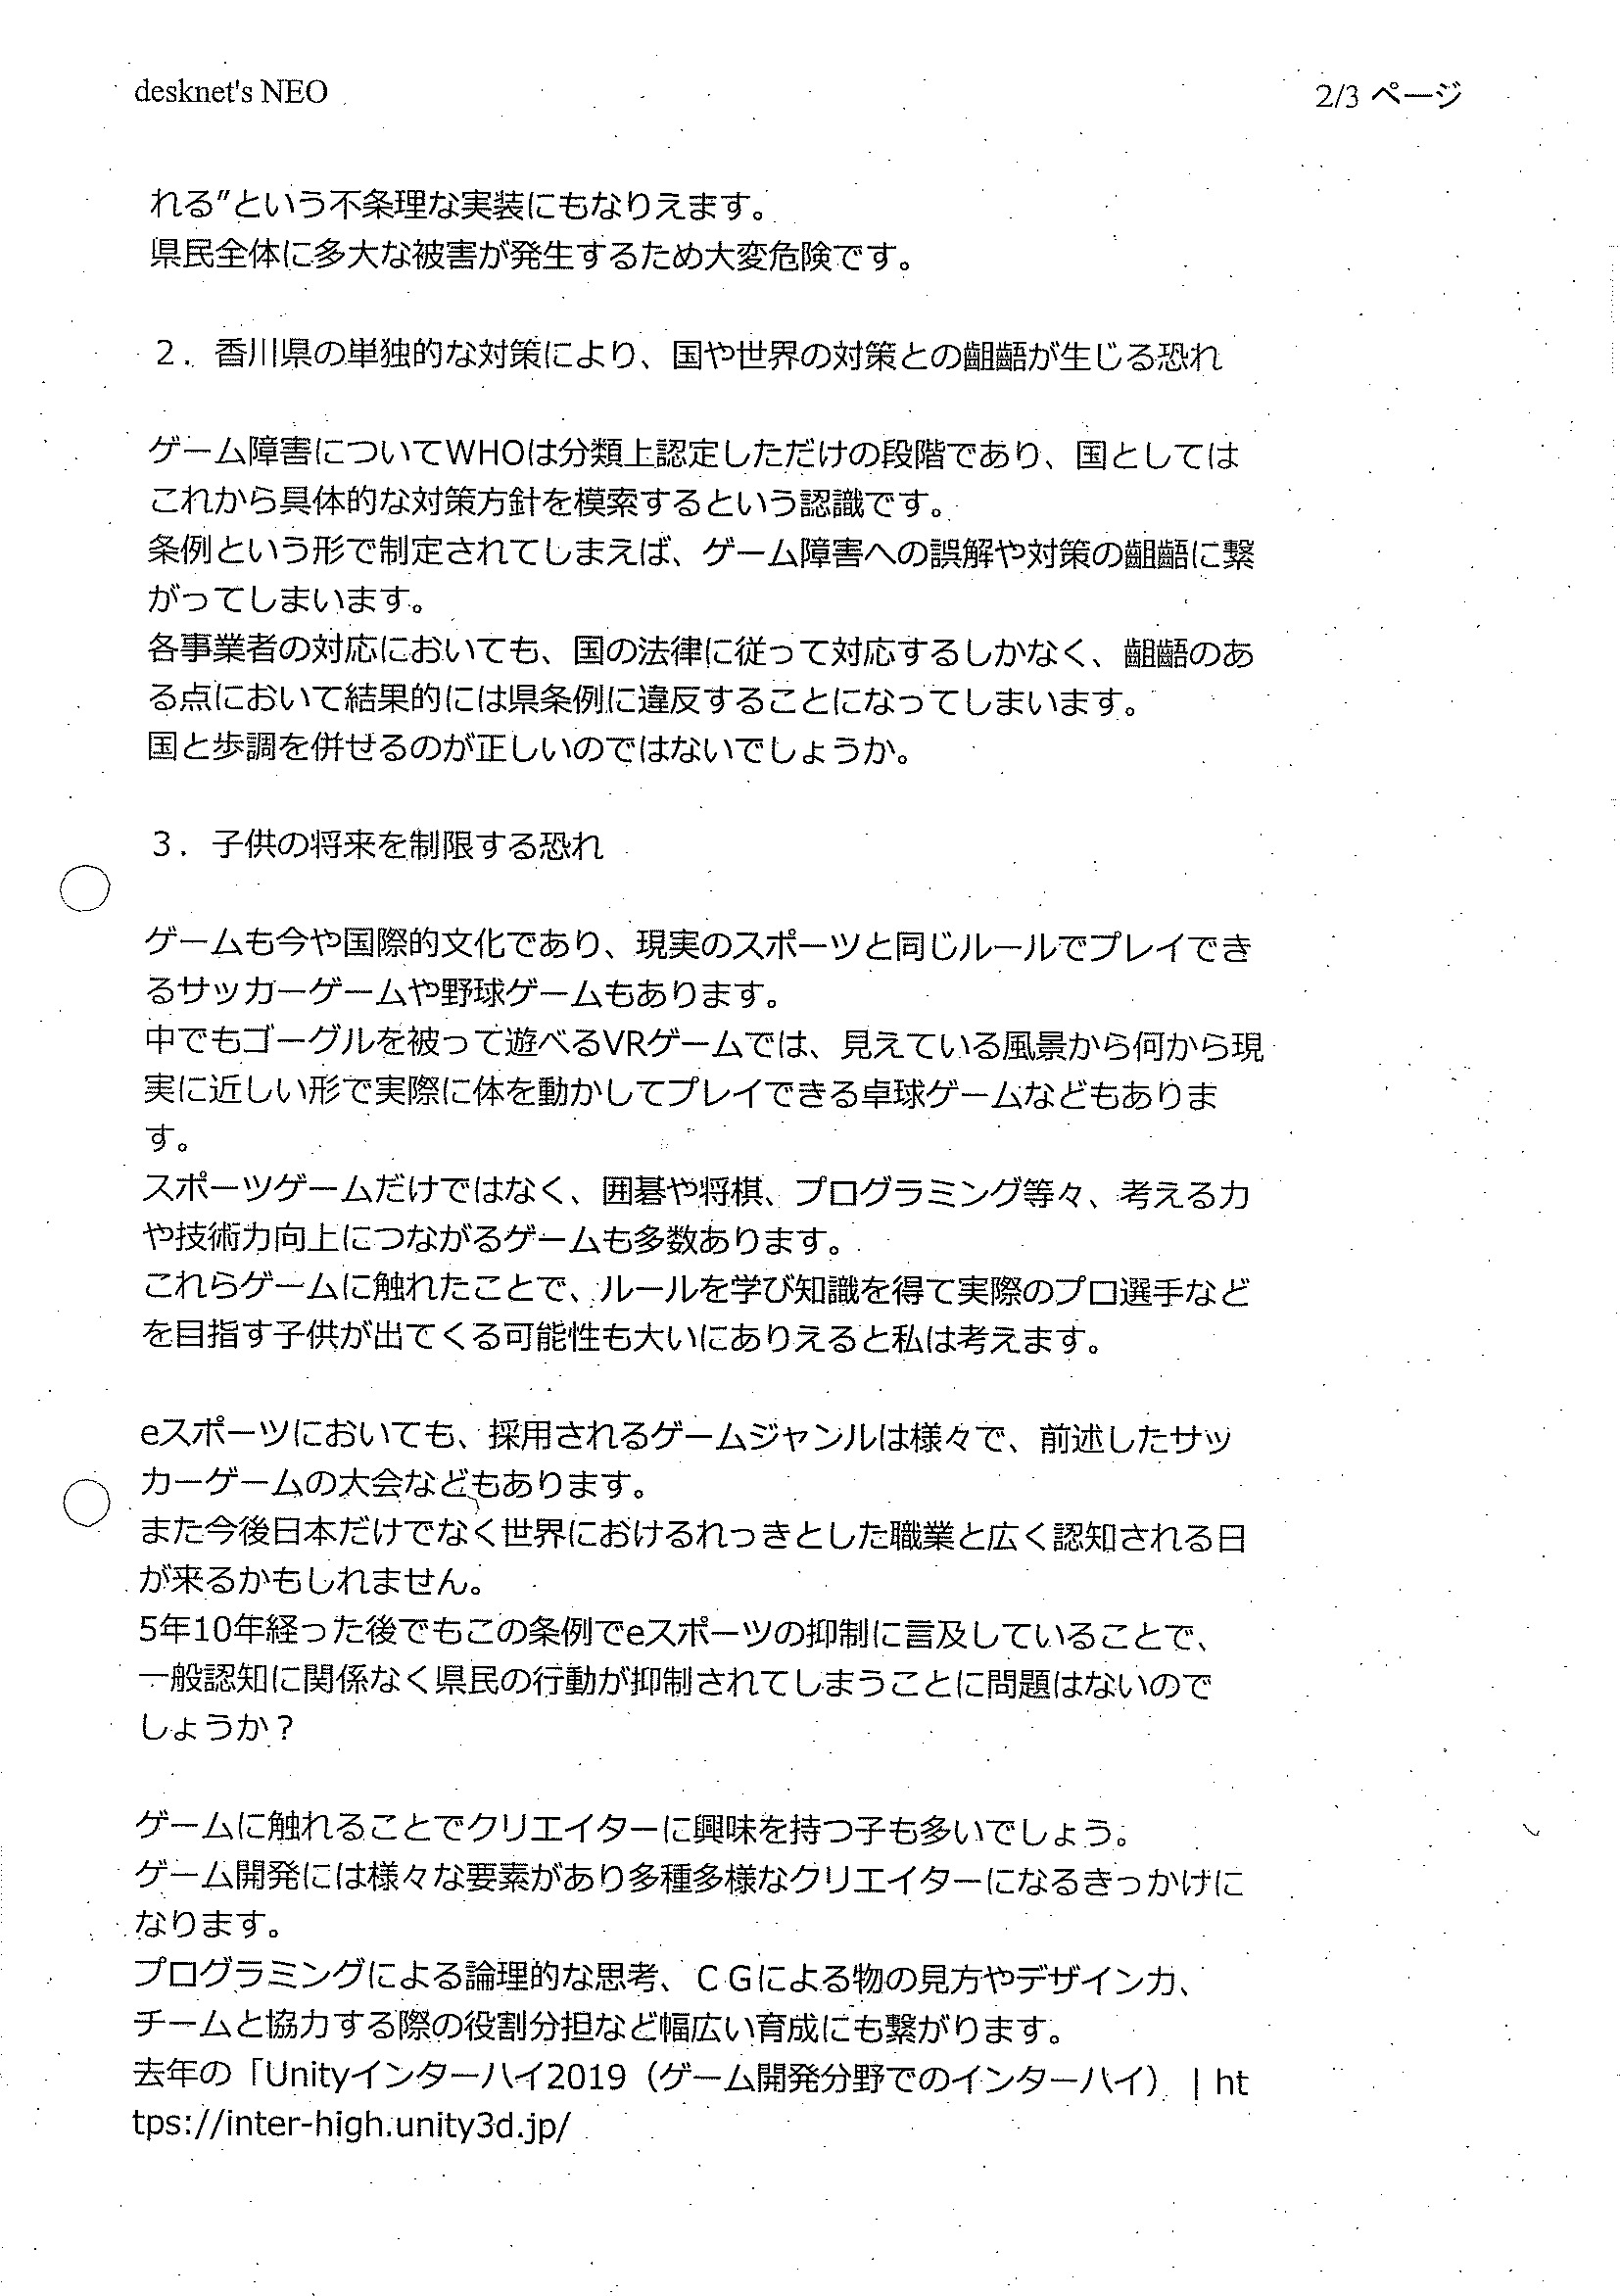 desknet's NEO
2/3 ページ
れる”という不条理な実装にもなりえます。
県民全体に多大な被害が発生するため大変危険です。
２．香川県の単独的な対策により、国や世界の対策との齟齬が生じる恐れ
ゲーム障害についてWHOは分類上認定しただけの段階であり、国としては
これから具体的な対策方針を模索するという認識です。
条例という形で制定されてしまえば、ゲーム障害への誤解や対策の齟齬に繋
がってしまいます。
各事業者の対応においても、国の法律に従って対応するしかなく、齟齬のあ
る点において結果的には県条例に違反することになってしまいます。
国と歩調を併せるのが正しいのではないでしょうか。
３．子供の将来を制限する恐れ
ゲームも今や国際的文化であり、現実のスポーツと同じルールでプレイでき
るサッカーゲームや野球ゲームもあります。
中でもゴーグルを被って遊べるVRゲームでは、見えている風景から何から現
実に近しい形で実際に体を動かしてプレイできる卓球ゲームなどもありま
す。
スポーツゲームだけではなく、囲碁や将棋、プログラミング等々、考える力
や技術力向上につながるゲームも多数あります。
これらゲームに触れたことで、ルールを学び知識を得て実際のプロ選手など
を目指す子供が出てくる可能性も大いにありえると私は考えます。
eスポーツにおいても、採用されるゲームジャンルは様々で、前述したサッ
カーゲームの大会などもあります。
また今後日本だけでなく世界におけるれっきとした職業と広く認知される日
が来るかもしれません。
5年10年経った後でもこの条例でeスポーツの抑制に言及していることで、
一般認知に関係なく県民の行動が抑制されてしまうことに問題はないので
しょうか？
ゲームに触れることでクリエイターに興味を持つ子も多いでしょう。
ゲーム開発には様々な要素があり多種多様なクリエイターになるきっかけに
なります。
プログラミングによる論理的な思考、ＣＧによる物の見方やデザイン力、
チームと協力する際の役割分担など幅広い育成にも繋がります。
去年の「Unityインターハイ2019（ゲーム開発分野でのインターハイ） | ht
tps://inter-high.unity3d.jp/